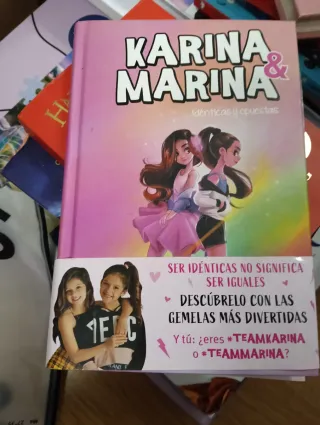 KARINA
&
MARINA
Idénticas y opuestas
SER IDÉNTICAS NO SIGNIFICA
SER IGUALES
DESCÚBRELO CON LAS
GEMELAS MÁS DIVERTIDAS
Y tú: ¿eres *TEAMKARINA
o *TEAMMARINA?